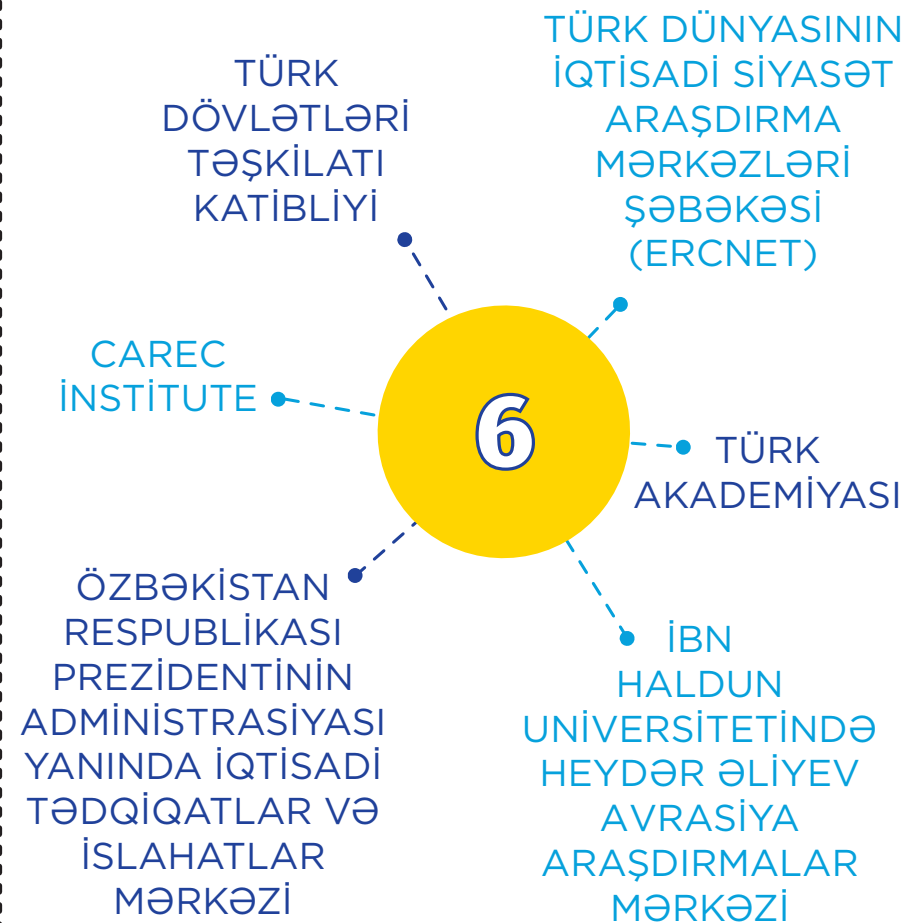 TÜRK
DÖVLƏTLƏRİ
TƏŞKİLATI
KATİBLİYİ
TÜRK DÜNYASININ
İQTİSADİ SİYASƏT
ARAŞDIRMA
MƏRKƏZLƏRİ
ŞƏBƏKƏSİ
(ERCNET)
CAREC
İNSTİTUTE
6
TÜRK
AKADEMİYASI
ÖZBƏKİSTAN
RESPUBLİKASI
PREZİDENTİNİN
ADMİNİSTRASİYASI
YANINDA İQTİSADİ
TƏDQİQATLAR VƏ
İSLAHATLAR
MƏRKƏZİ
İBN
HALDUN
UNİVERSİTETİNDƏ
HEYDƏR ƏLİYEV
AVRASİYA
ARAŞDIRMALAR
MƏRKƏZİ